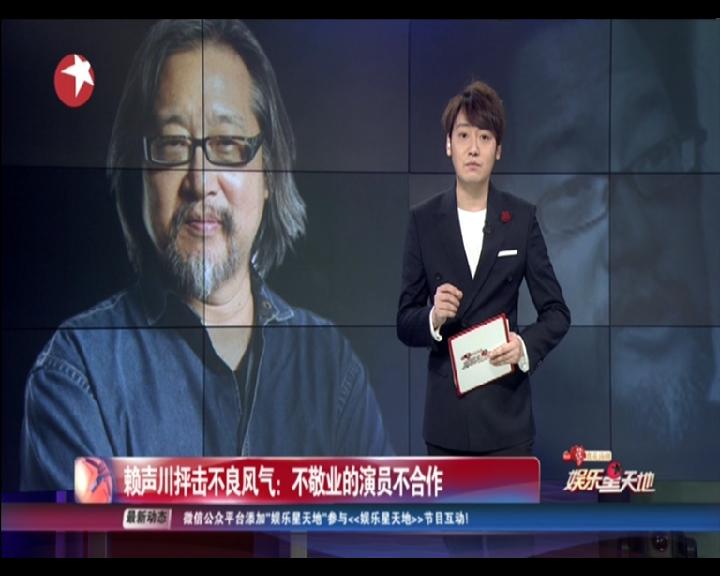 赖声川抨击不良风气：不敬业的演员不合作
娱乐星天地
最新动态 微信公众平台添加"娱乐星天地"参与<<娱乐星天地>>节目互动!